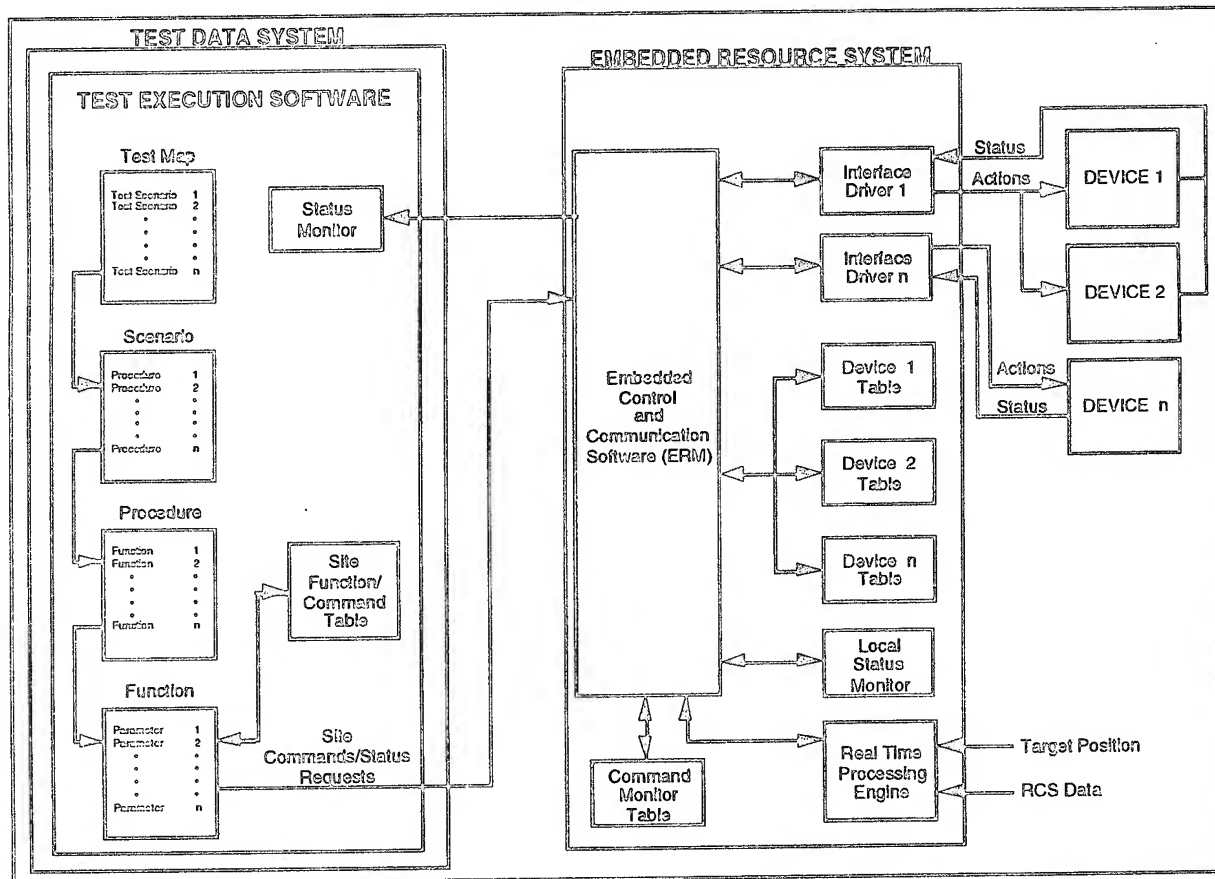 TEST DATA SYSTEM
TEST EXECUTION SOFTWARE
Test Map
Test Scenario 1
Test Scenario 2
Test Scenario n
Status
Monitor
Scenario
Procedure 1
Procedure 2
Procedure n
Procedure
Function 1
Function 2
Function n
Site
Function/
Command
Table
Function
Parameter 1
Parameter 2
Parameter n
Site
Commands/Status
Requests
EMBEDDED RESOURCE SYSTEM
Embedded
Control
and
Communication
Software (ERM)
Interface
Driver 1
Interface
Driver n
Device 1
Table
Device 2
Table
Device n
Table
Local
Status
Monitor
Real Time
Processing
Engine
Command
Monitor
Table
Status
Actions
DEVICE 1
DEVICE 2
Actions
Status
DEVICE n
Target Position
RCS Data